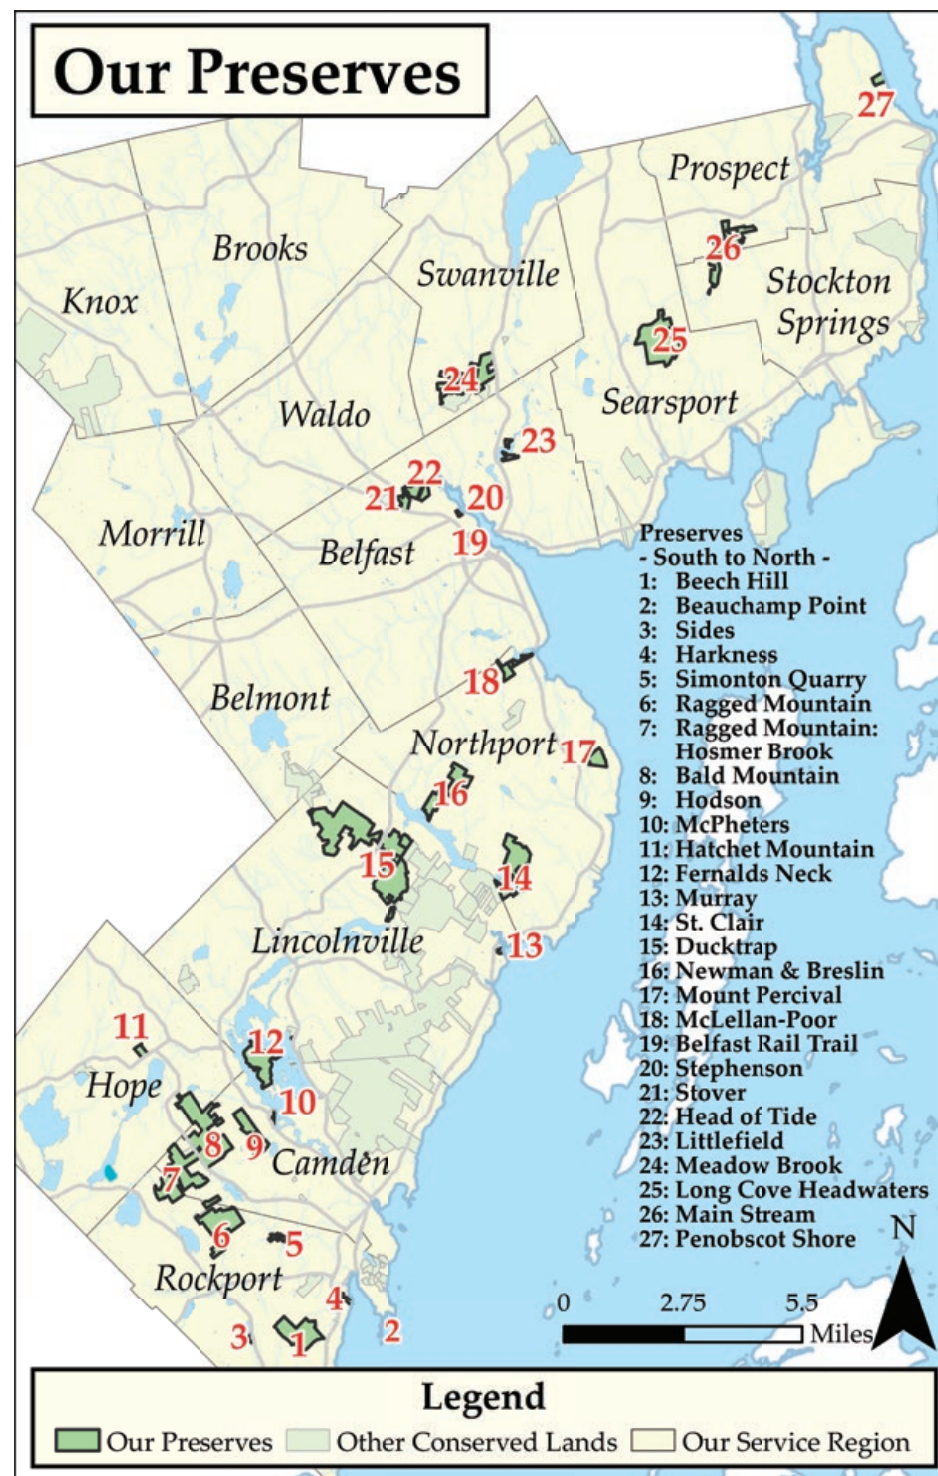 Our Preserves
27
Prospect
26
Brooks
Swanville
Stockton
Springs
Knox
25
24
Searsport
Waldo
23
22
21
20
Morrill
19
Belfast
Preserves
- South to North -
1: Beech Hill
2: Beauchamp Point
3: Sides
4: Harkness
5: Simonton Quarry
6: Ragged Mountain
7: Ragged Mountain:
Hosmer Brook
8: Bald Mountain
9: Hodson
10: McPheters
11: Hatchet Mountain
12: Fernalds Neck
13: Murray
14: St. Clair
15: Ducktrap
16: Newman & Breslin
17: Mount Percival
18: McLellan-Poor
19: Belfast Rail Trail
20: Stephenson
21: Stover
22: Head of Tide
23: Littlefield
24: Meadow Brook
25: Long Cove Headwaters
26: Main Stream
27: Penobscot Shore
18
Belmont
Northport
17
16
15
14
Lincolnville
13
11
12
Hope
10
9
8
Camden
7
6
5
Rockport
4
3
1
2
N
0 2.75 5.5
Miles
Legend
Our Preserves
Other Conserved Lands
Our Service Region